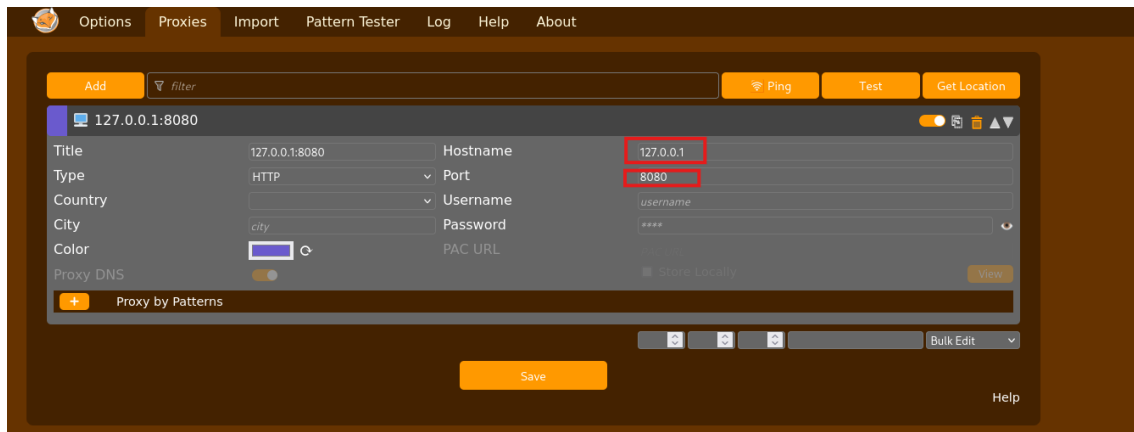 Options Proxies Import Pattern Tester Log Help About
Add filter Ping Test Get Location
127.0.0.1:8080
Title 127.0.0.1:8080 Hostname 127.0.0.1
Type HTTP Port 8080
Country Username username
City city Password ****
Color PAC URL PAC URL
Proxy DNS Store Locally View
+ Proxy by Patterns
Bulk Edit
Save
Help